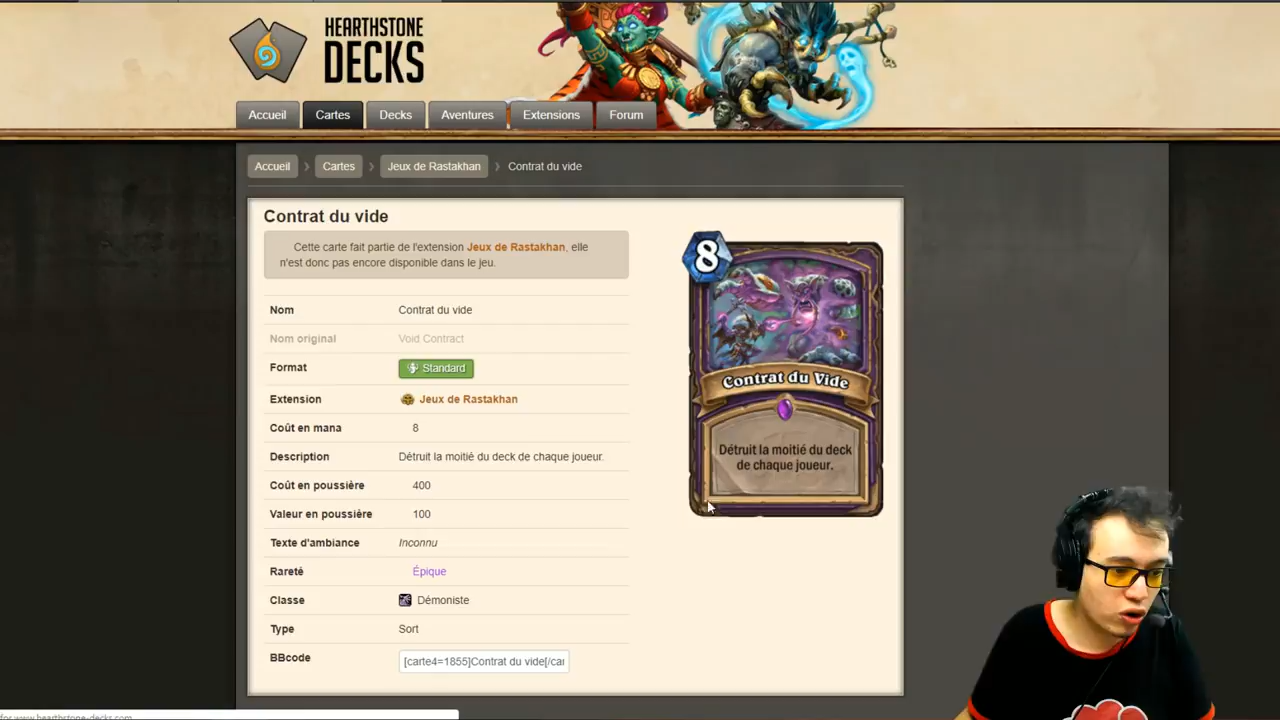 HEARTHSTONE
DECKS
Accueil Cartes Decks Aventures Extensions Forum
Accueil Cartes Jeux de Rastakhan Contrat du vide
Contrat du vide
Cette carte fait partie de l'extension Jeux de Rastakhan, elle
n'est donc pas encore disponible dans le jeu.
Nom Contrat du vide
Nom original Void Contract
Format Standard
Extension Jeux de Rastakhan
Coût en mana 8
Description Détruit la moitié du deck de chaque joueur.
Coût en poussière 400
Valeur en poussière 100
Texte d'ambiance Inconnu
Rareté Épique
Classe Démoniste
Type Sort
BBcode [carte4=1855]Contrat du vide[/car
8
Contrat du Vide
Détruit la moitié du deck
de chaque joueur.
for www.hearthstone-decks.com